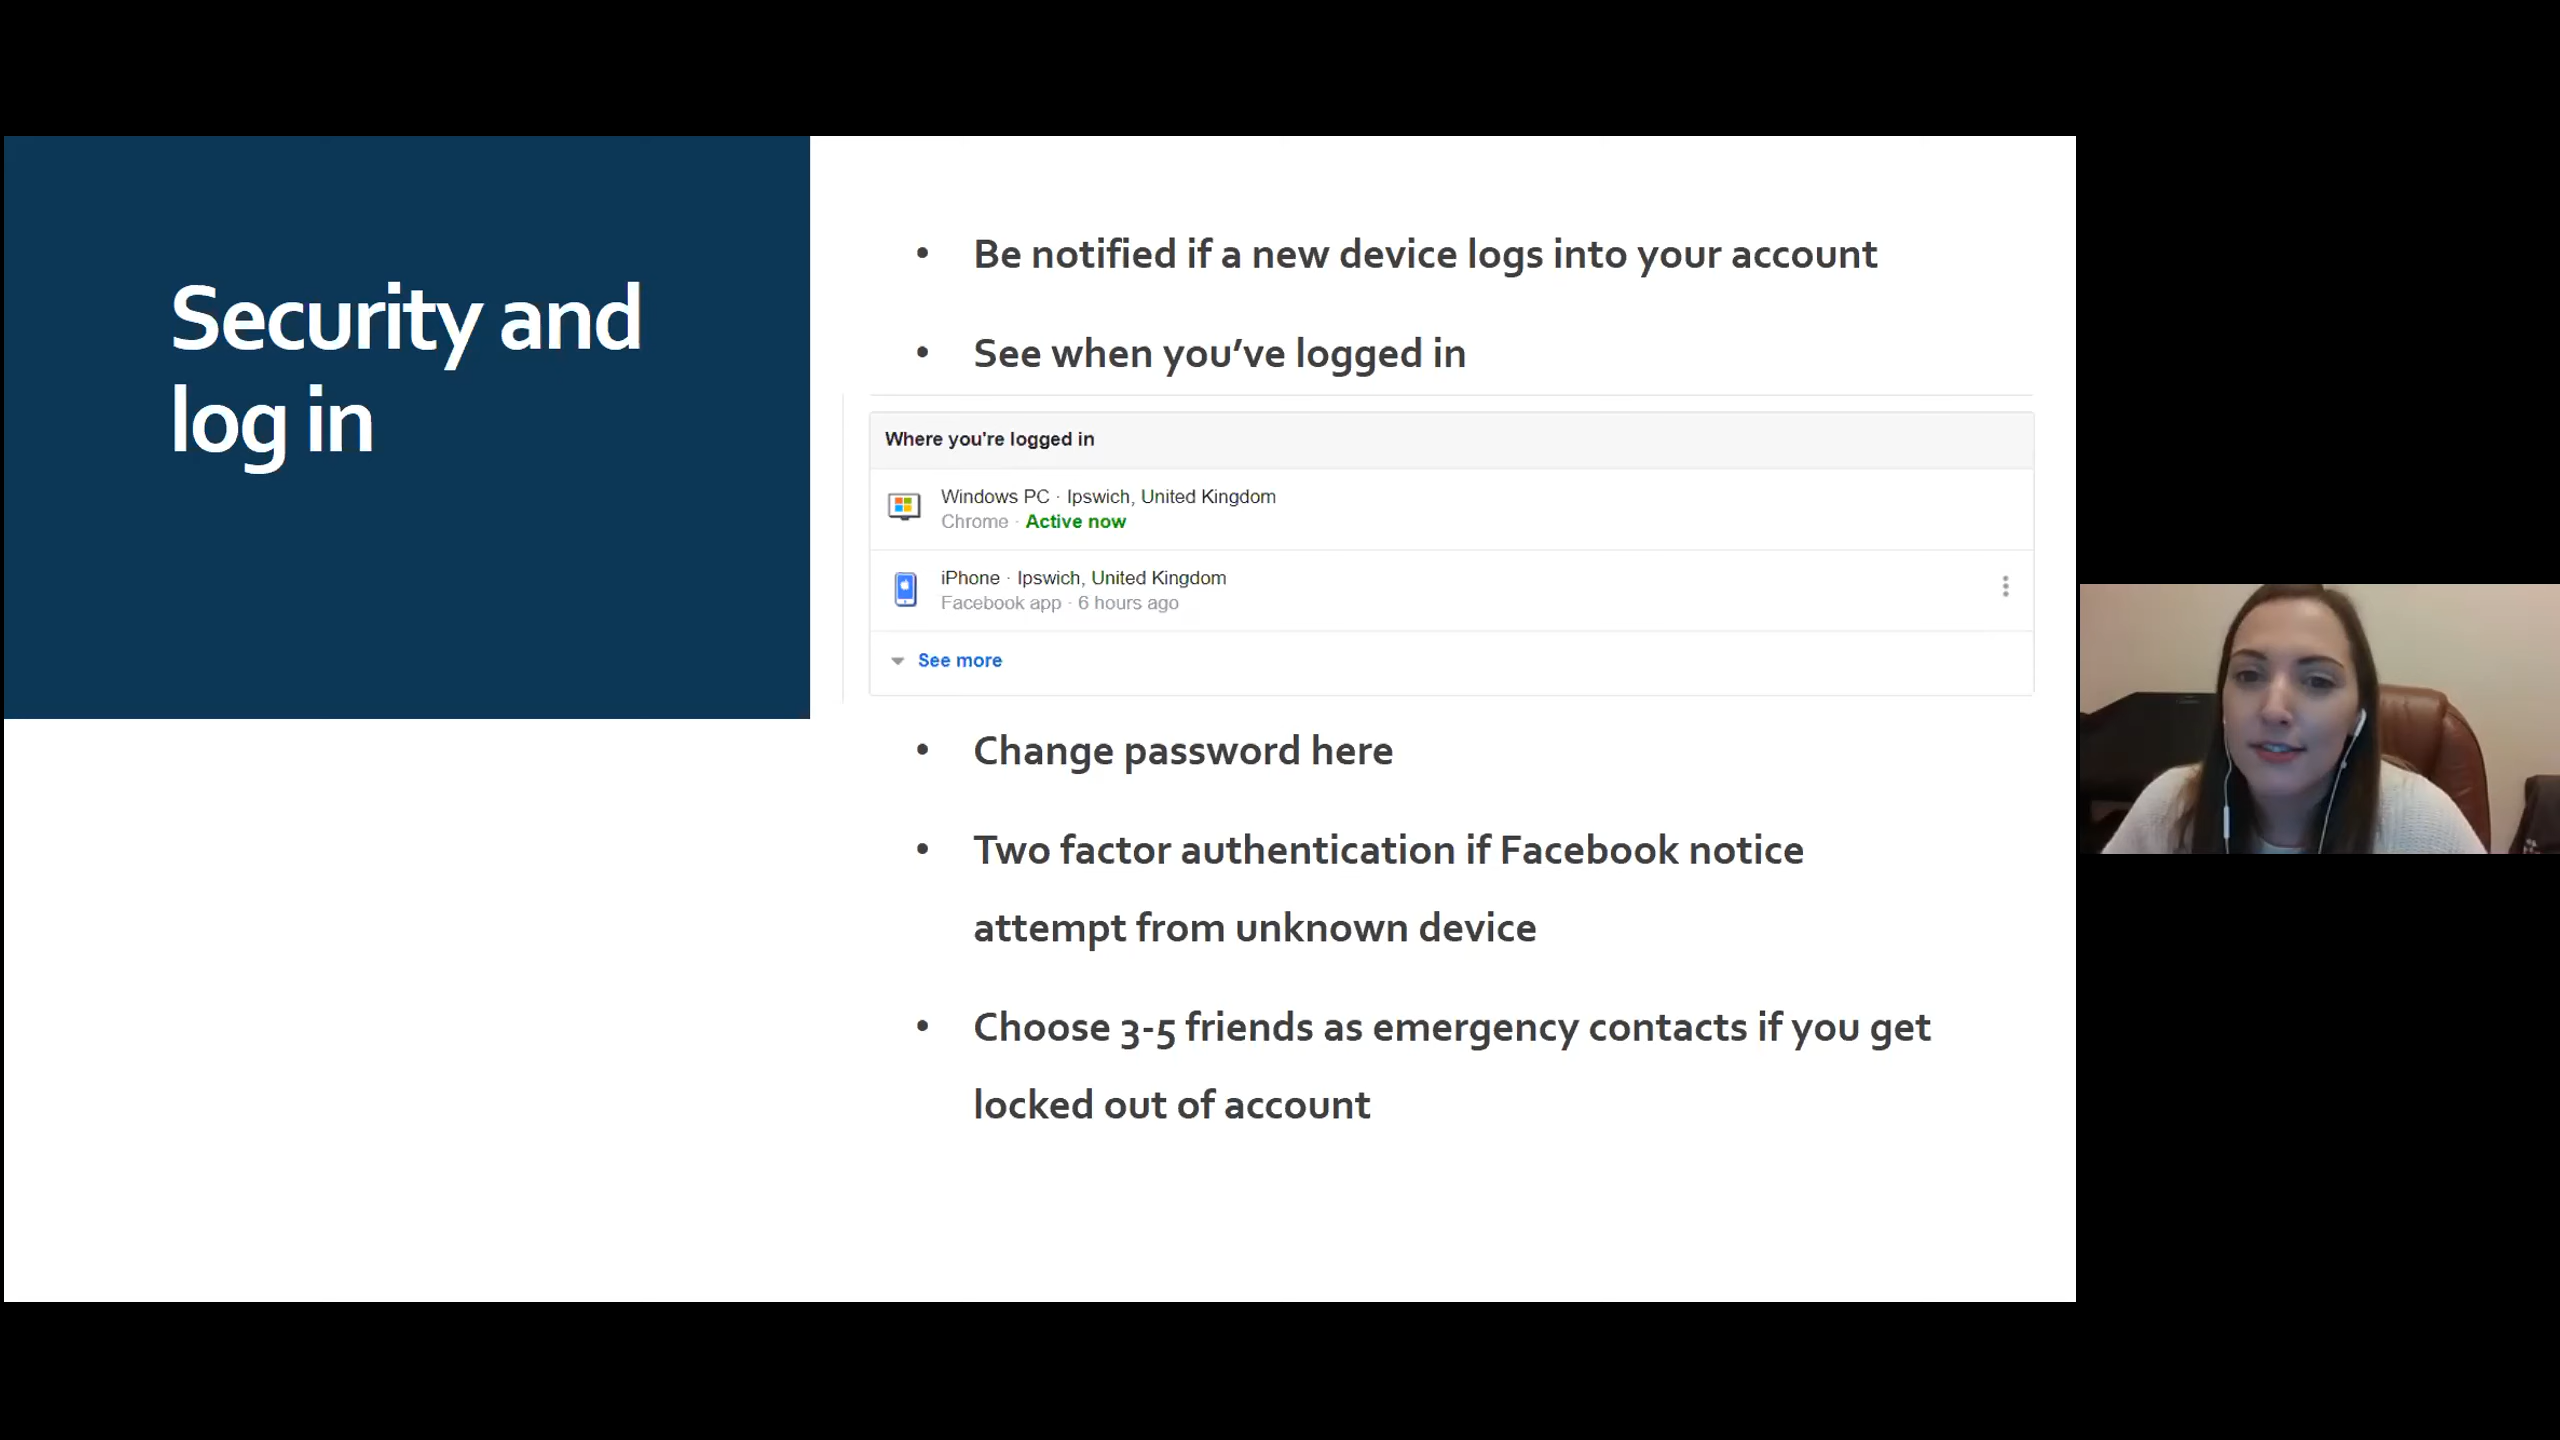 Security and
log in
• Be notified if a new device logs into your account
• See when you’ve logged in
Where you're logged in
Windows PC · Ipswich, United Kingdom
Chrome · Active now
iPhone · Ipswich, United Kingdom
Facebook app · 6 hours ago
See more
• Change password here
• Two factor authentication if Facebook notice
attempt from unknown device
• Choose 3-5 friends as emergency contacts if you get
locked out of account